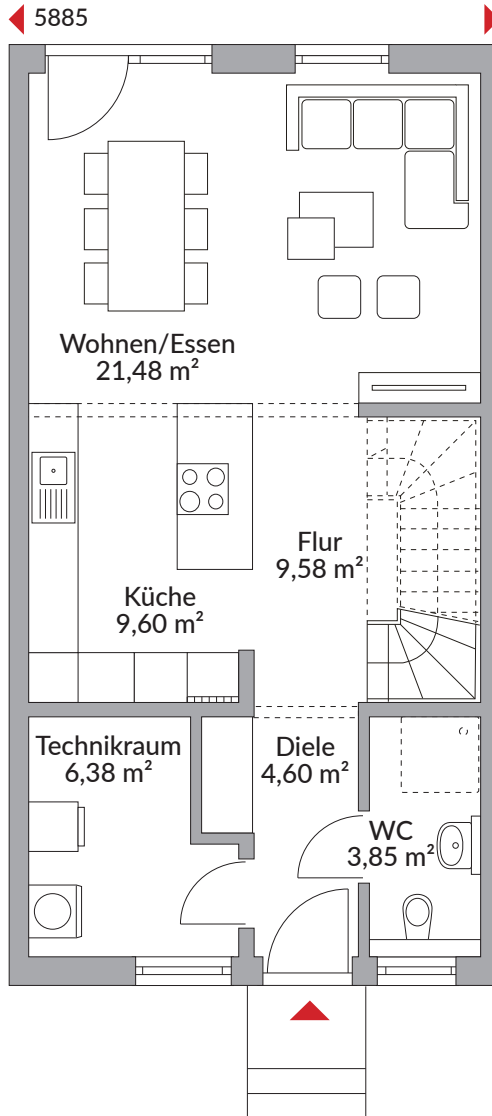 5885
Wohnen/Essen
21,48 m²
Flur
9,58 m²
Küche
9,60 m²
Technikraum
6,38 m²
Diele
4,60 m²
WC
3,85 m²